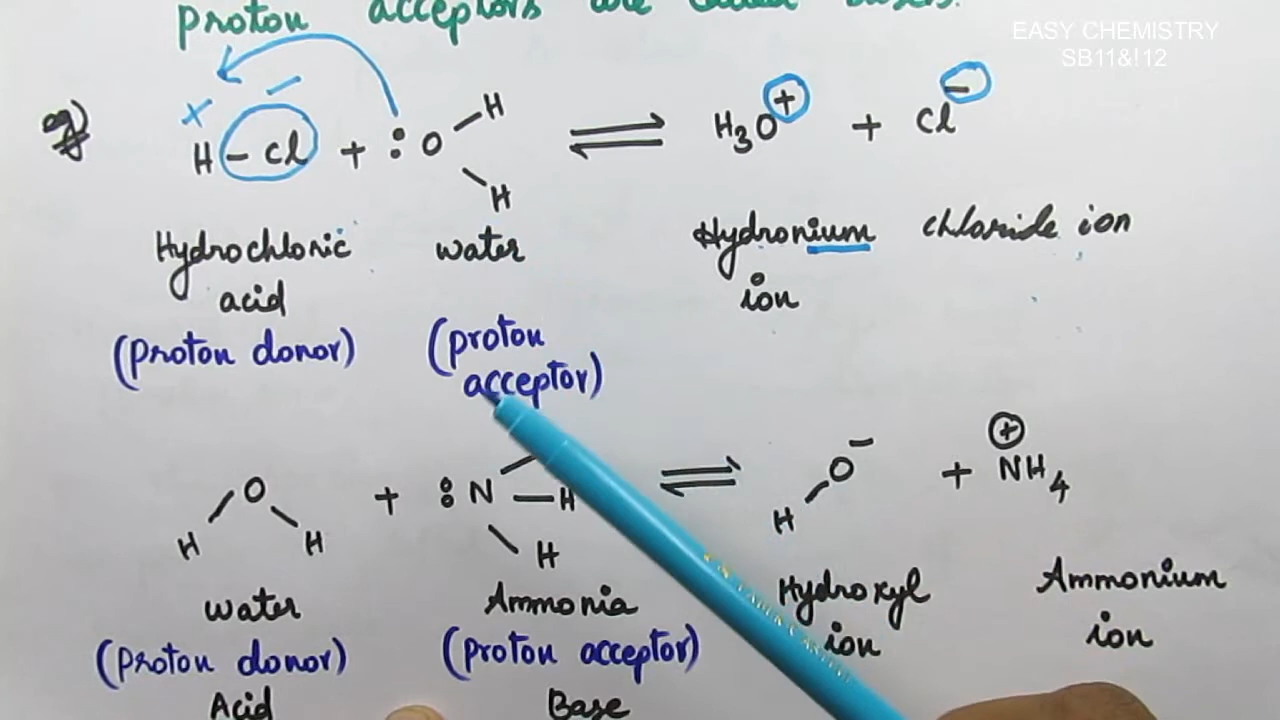 proton acceptors are called bases.
EASY CHEMISTRY
SB11&!12
eg)
H – Cl + :O H H ⇌ H3O+ + Cl–
Hydrochloric acid
(Proton donor)
water
(proton acceptor)
Hydronium ion
chloride ion
H O H + :N H H ⇌ H O– + NH4+
water
(Proton donor)
Acid
Ammonia
(proton acceptor)
Base
Hydroxyl ion
Ammonium ion